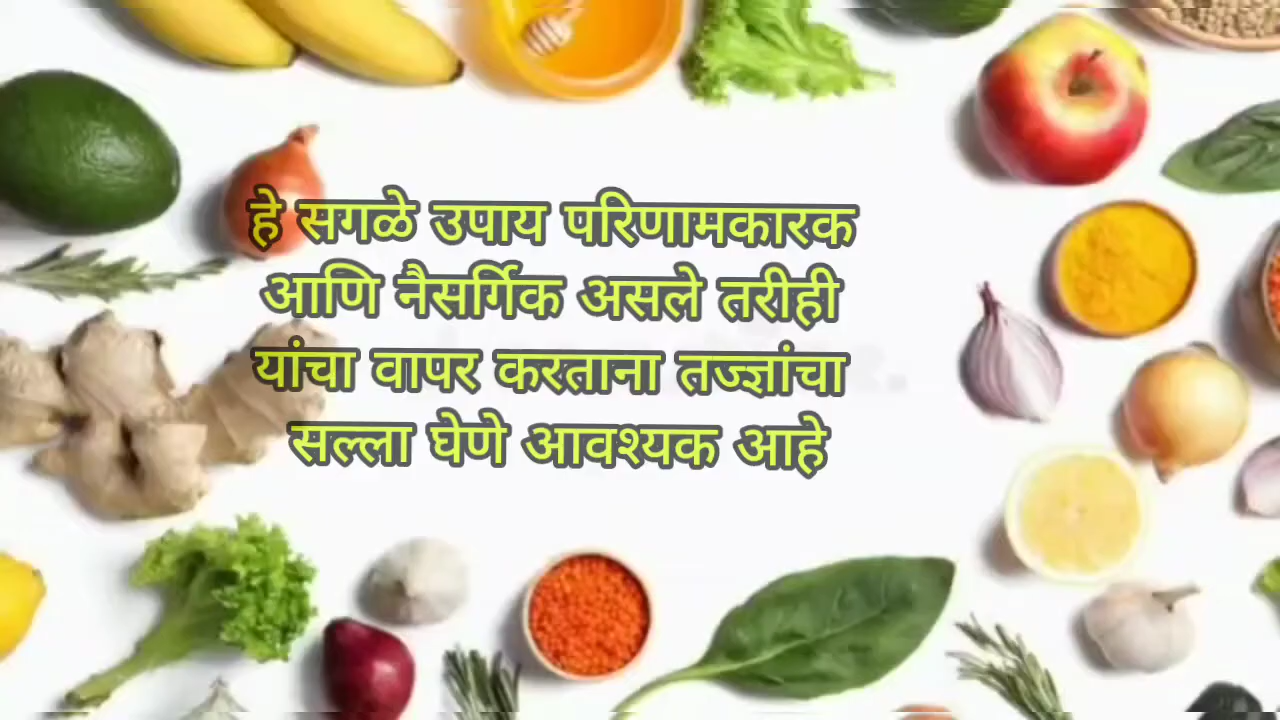 हे सगळे उपाय परिणामकारक
आणि नैसर्गिक असले तरीही
यांचा वापर करताना तज्ज्ञांचा
सल्ला घेणे आवश्यक आहे